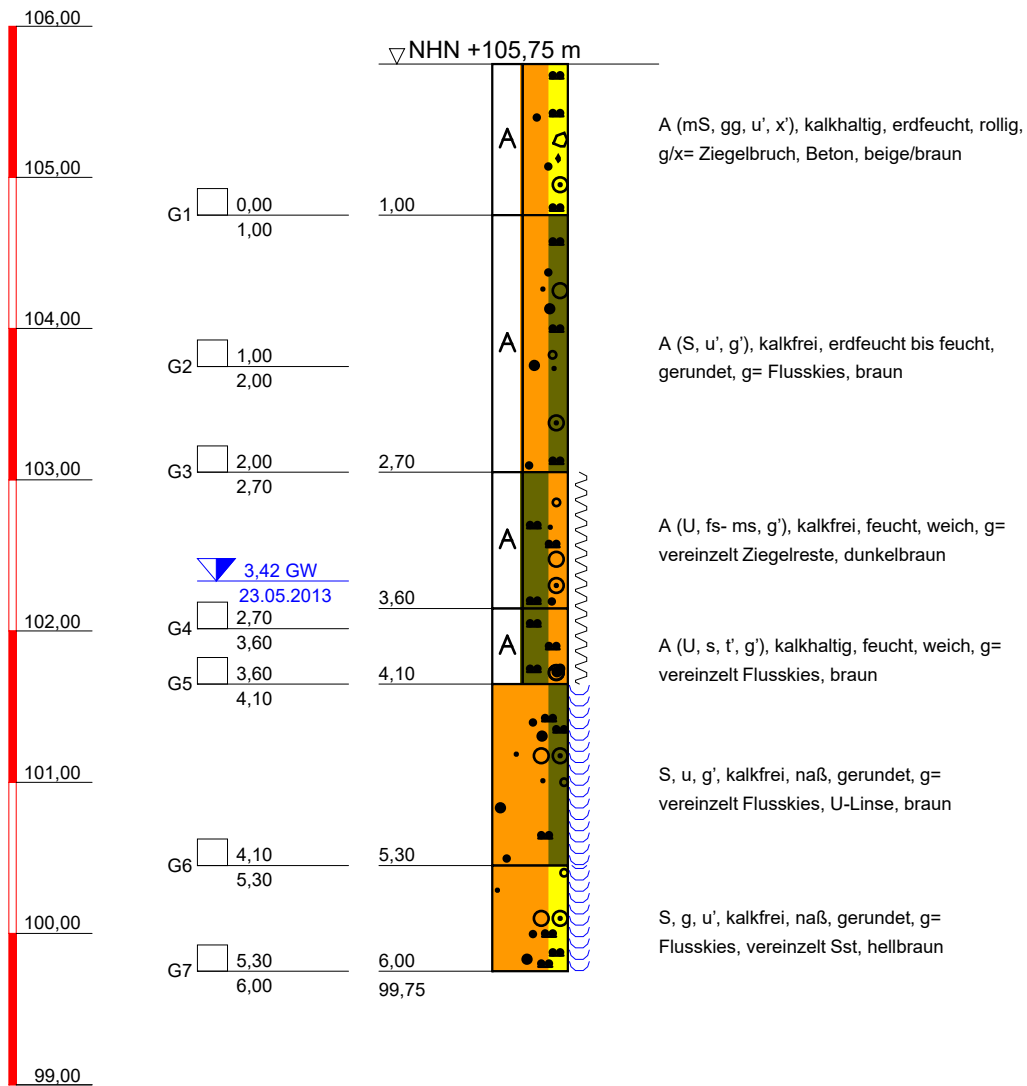 106,00
NHN +105,75 m
A
A (mS, gg, u’, x’), kalkhaltig, erdfeucht, rollig,
g/x= Ziegelbruch, Beton, beige/braun
105,00
G1
0,00
1,00
1,00
104,00
A
A (S, u’, g’), kalkfrei, erdfeucht bis feucht,
gerundet, g= Flusskies, braun
G2
1,00
2,00
103,00
G3
2,00
2,70
2,70
A
A (U, fs- ms, g’), kalkfrei, feucht, weich, g=
vereinzelt Ziegelreste, dunkelbraun
3,42 GW
23.05.2013
3,60
102,00
G4
2,70
3,60
A
A (U, s, t’, g’), kalkhaltig, feucht, weich, g=
vereinzelt Flusskies, braun
G5
3,60
4,10
4,10
101,00
S, u, g’, kalkfrei, naß, gerundet, g=
vereinzelt Flusskies, U-Linse, braun
G6
4,10
5,30
5,30
100,00
S, g, u’, kalkfrei, naß, gerundet, g=
Flusskies, vereinzelt Sst, hellbraun
G7
5,30
6,00
6,00
99,75
99,00